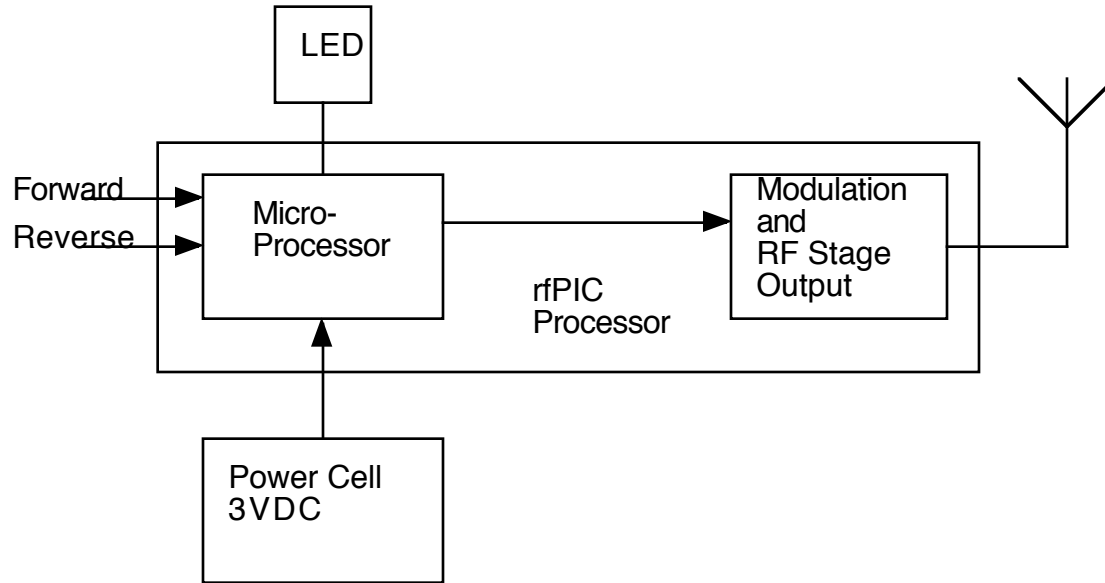 LED
Forward
Reverse
Micro-
Processor
Modulation
and
RF Stage
Output
rfPIC
Processor
Power Cell
3VDC